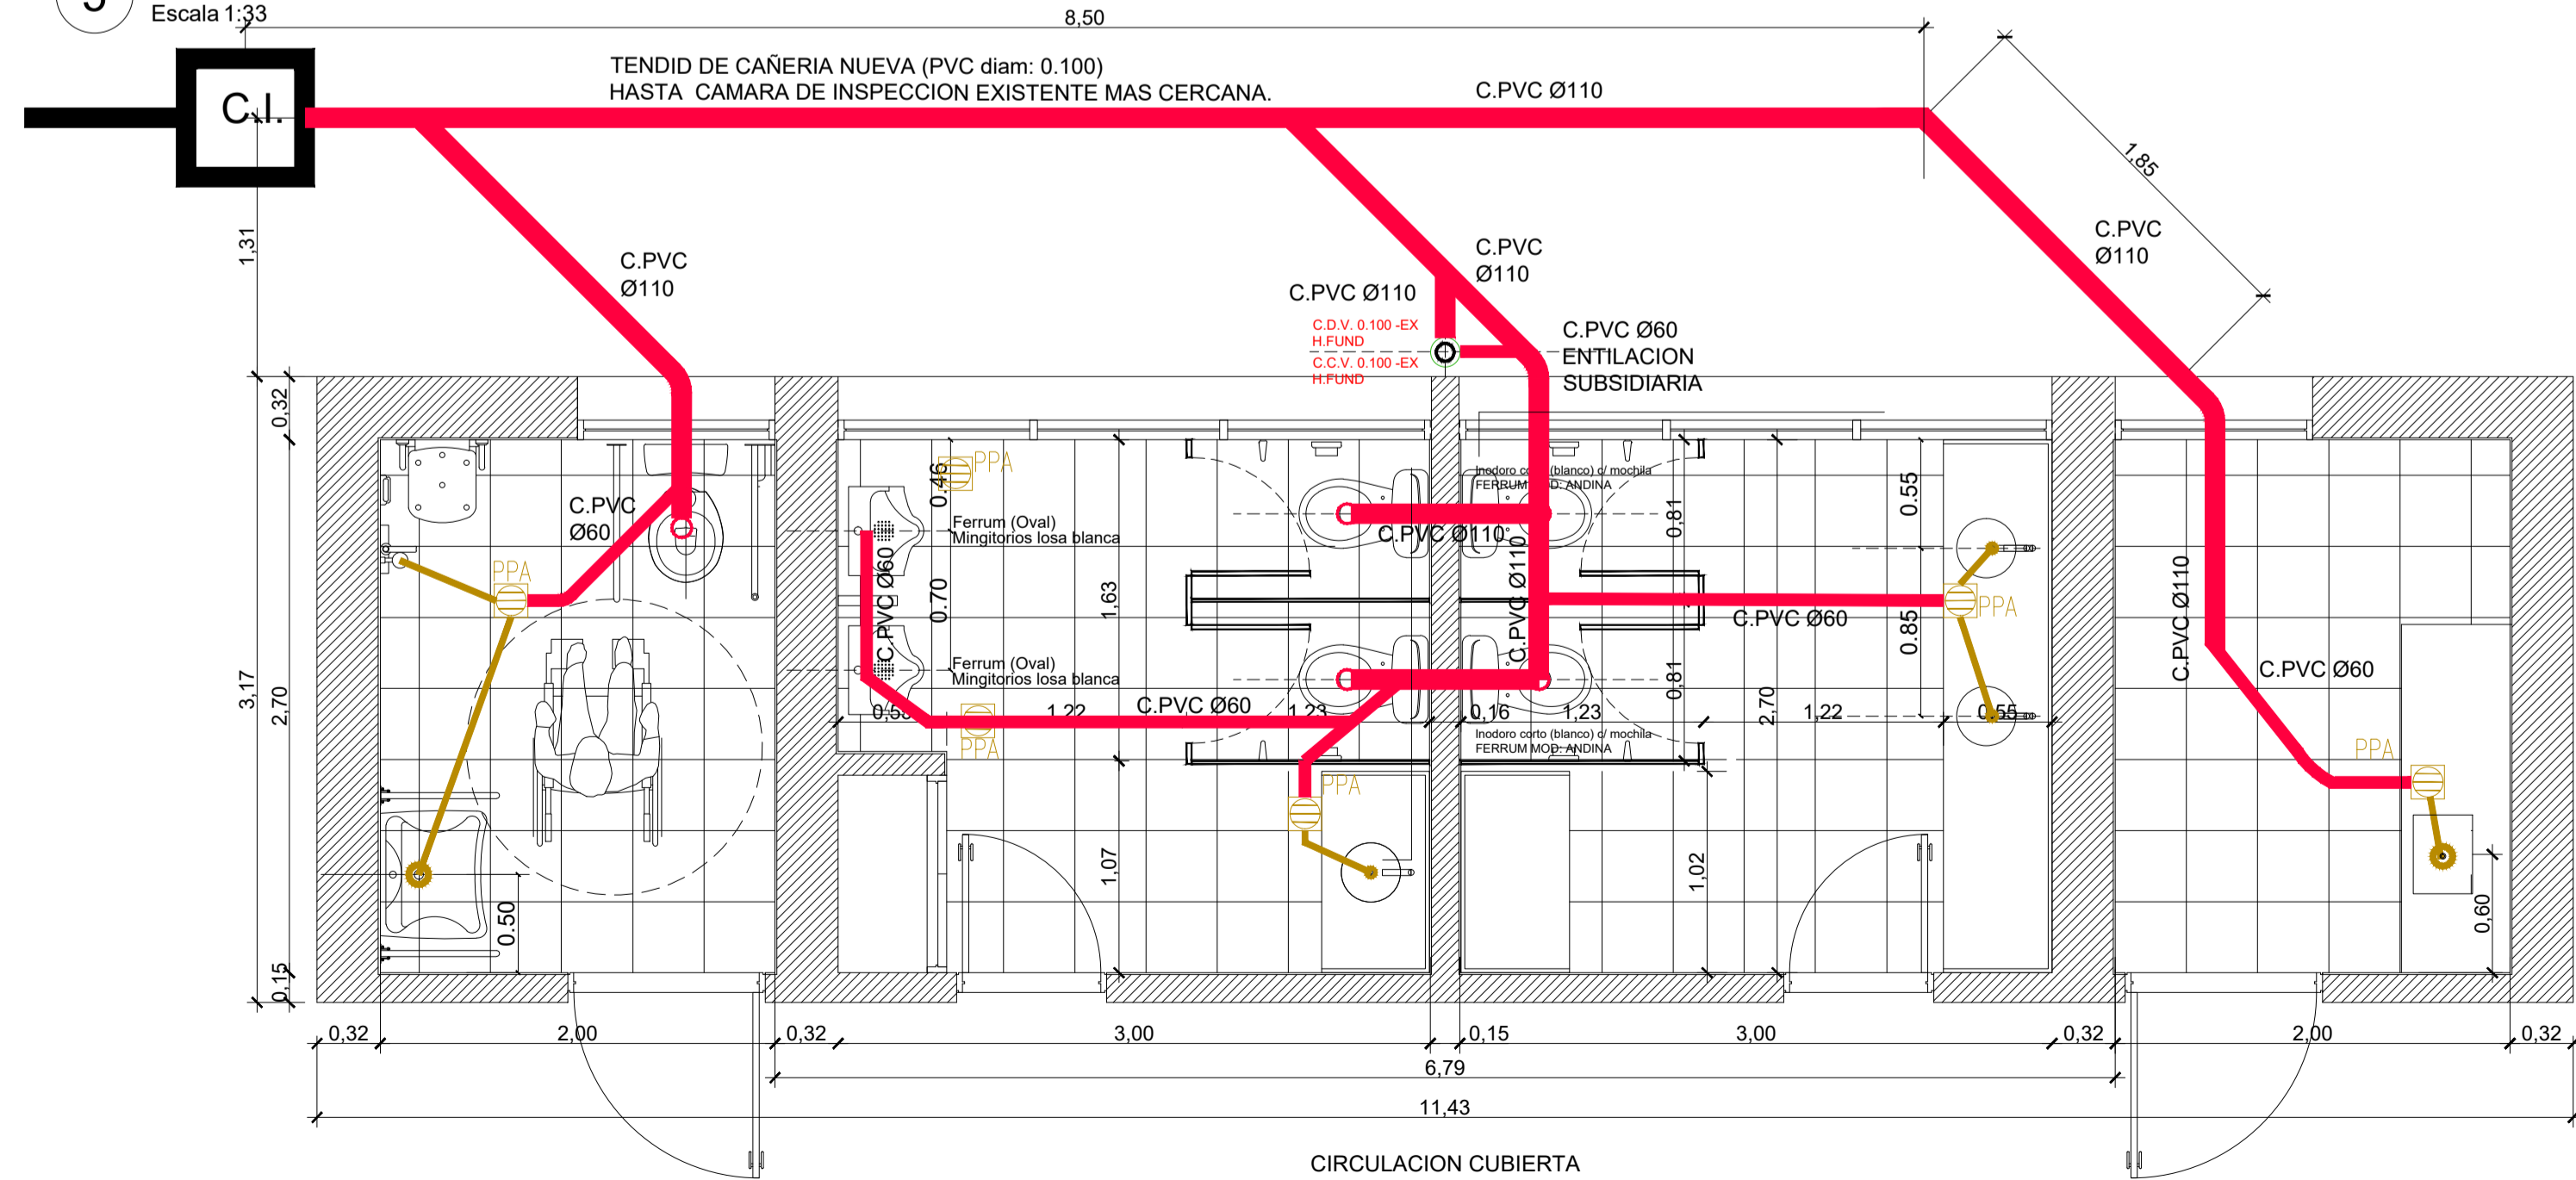 Escala 1:33
8,50
C.I.
TENDID DE CAÑERIA NUEVA (PVC diam: 0.100)
HASTA CAMARA DE INSPECCION EXISTENTE MAS CERCANA.
C.PVC Ø110
1,85
C.PVC
Ø110
1,31
C.PVC
Ø110
C.PVC
Ø110
C.PVC Ø110
C.D.V. 0.100 -EX
H.FUND
C.C.V. 0.100 -EX
H.FUND
C.PVC Ø60
ENTILACION
SUBSIDIARIA
0,32
3,17
2,70
0,15
C.PVC
Ø60
PPA
0.50
PPA
0.46
0.70
Ferrum (Oval)
Mingitorios losa blanca
C.PVC Ø60
Ferrum (Oval)
Mingitorios losa blanca
1,63
1,07
PPA
1,22
C.PVC Ø60
1,23
PPA
C.PVC Ø110
C.PVC Ø110
Inodoro corto (blanco) c/ mochila
FERRUM MOD: ANDINA
0,81
0,81
0,16
1,23
Inodoro corto (blanco) c/ mochila
FERRUM MOD: ANDINA
2,70
1,22
0,55
1,02
C.PVC Ø60
0.55
0.85
PPA
C.PVC Ø110
C.PVC Ø60
PPA
0,60
0,32
2,00
0,32
3,00
0,15
3,00
0,32
2,00
0,32
6,79
11,43
CIRCULACION CUBIERTA